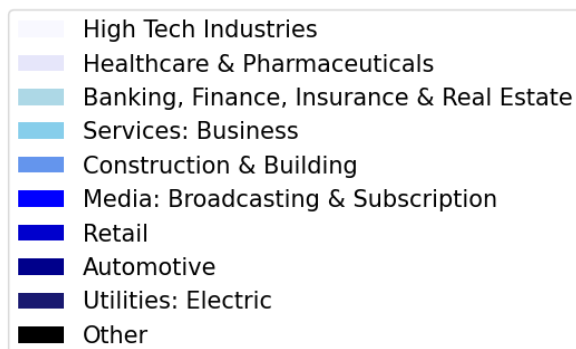 High Tech Industries
Healthcare & Pharmaceuticals
Banking, Finance, Insurance & Real Estate
Services: Business
Construction & Building
Media: Broadcasting & Subscription
Retail
Automotive
Utilities: Electric
Other